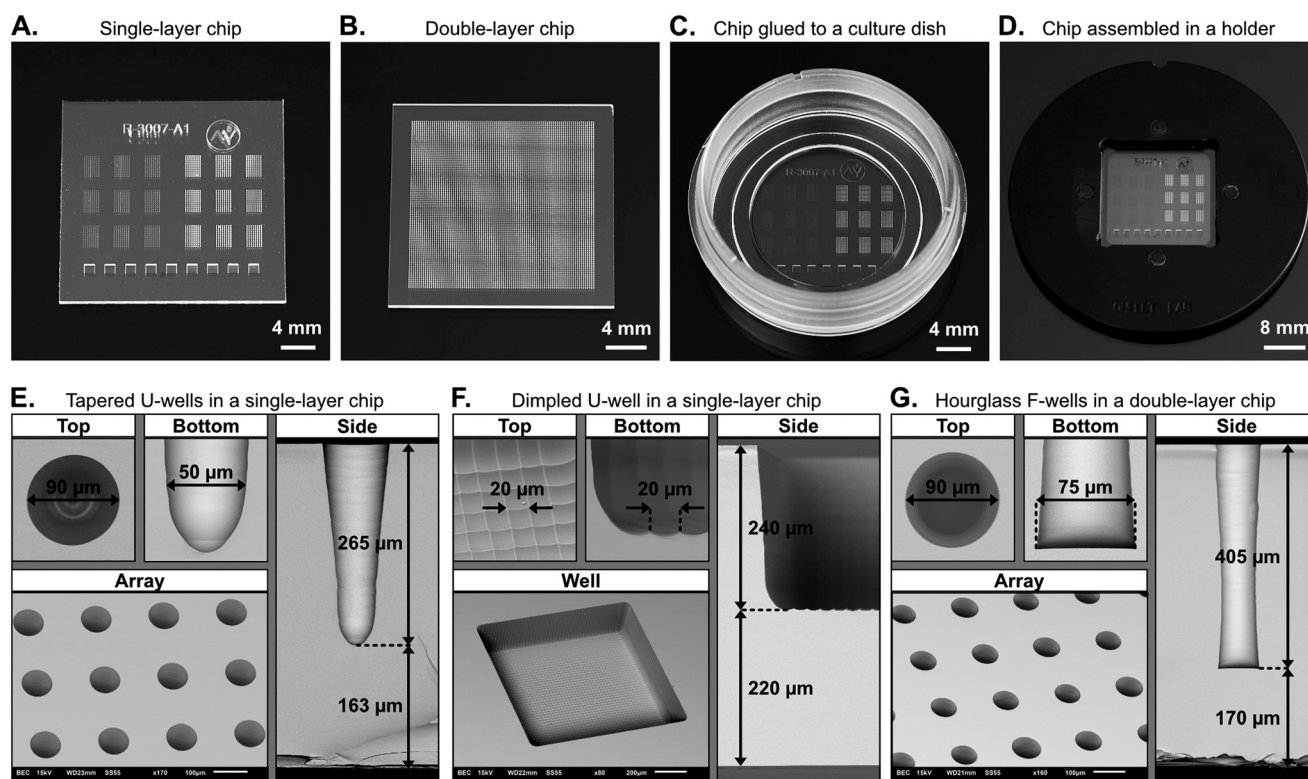 A. Single-layer chip
B. Double-layer chip
C. Chip glued to a culture dish
D. Chip assembled in a holder
R-3007-A1
R-3007-A1
4 mm
4 mm
4 mm
8 mm
E. Tapered U-wells in a single-layer chip
Top
Bottom
Side
90 µm
50 µm
265 µm
Array
163 µm
BEC 15kV WD23mm SS55 x170 100µm
F. Dimpled U-well in a single-layer chip
Top
Bottom
Side
20 µm
20 µm
240 µm
Well
220 µm
BEC 15kV WD22mm SS55 x80 200µm
G. Hourglass F-wells in a double-layer chip
Top
Bottom
Side
90 µm
75 µm
405 µm
Array
170 µm
BEC 15kV WD21mm SS55 x160 100µm